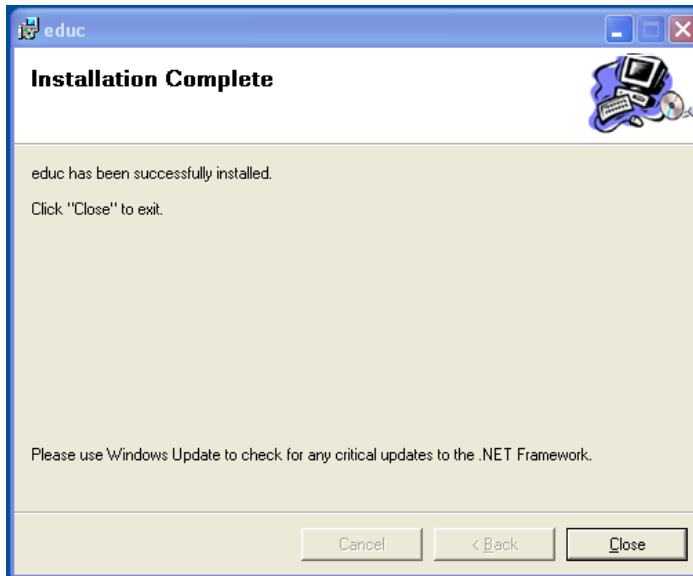 educ
Installation Complete
educ has been successfully installed.
Click "Close" to exit.
Please use Windows Update to check for any critical updates to the .NET Framework.
Cancel
< Back
Close